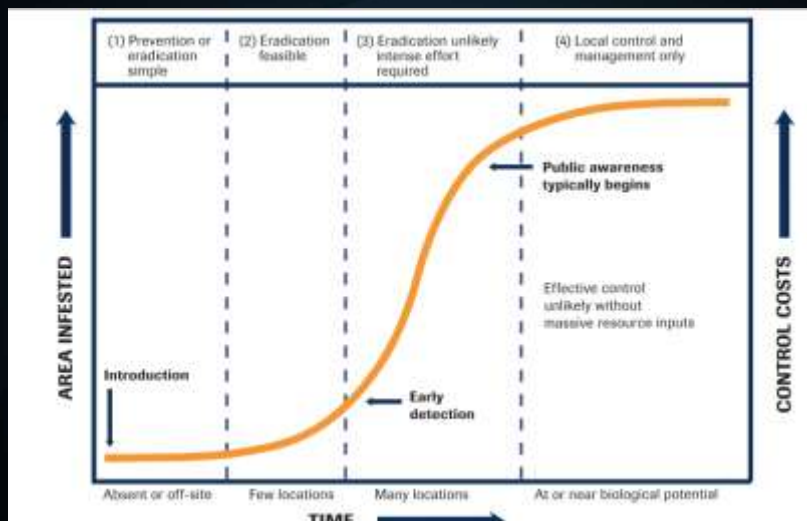 (1) Prevention or
eradication
simple
(2) Eradication
feasible
(3) Eradication unlikely
intense effort
required
(4) Local control and
management only
AREA INFESTED
CONTROL COSTS
Public awareness
typically begins
Effective control
unlikely without
massive resource inputs
Introduction
Early
detection
Absent or off-site
Few locations
Many locations
At or near biological potential
TIME